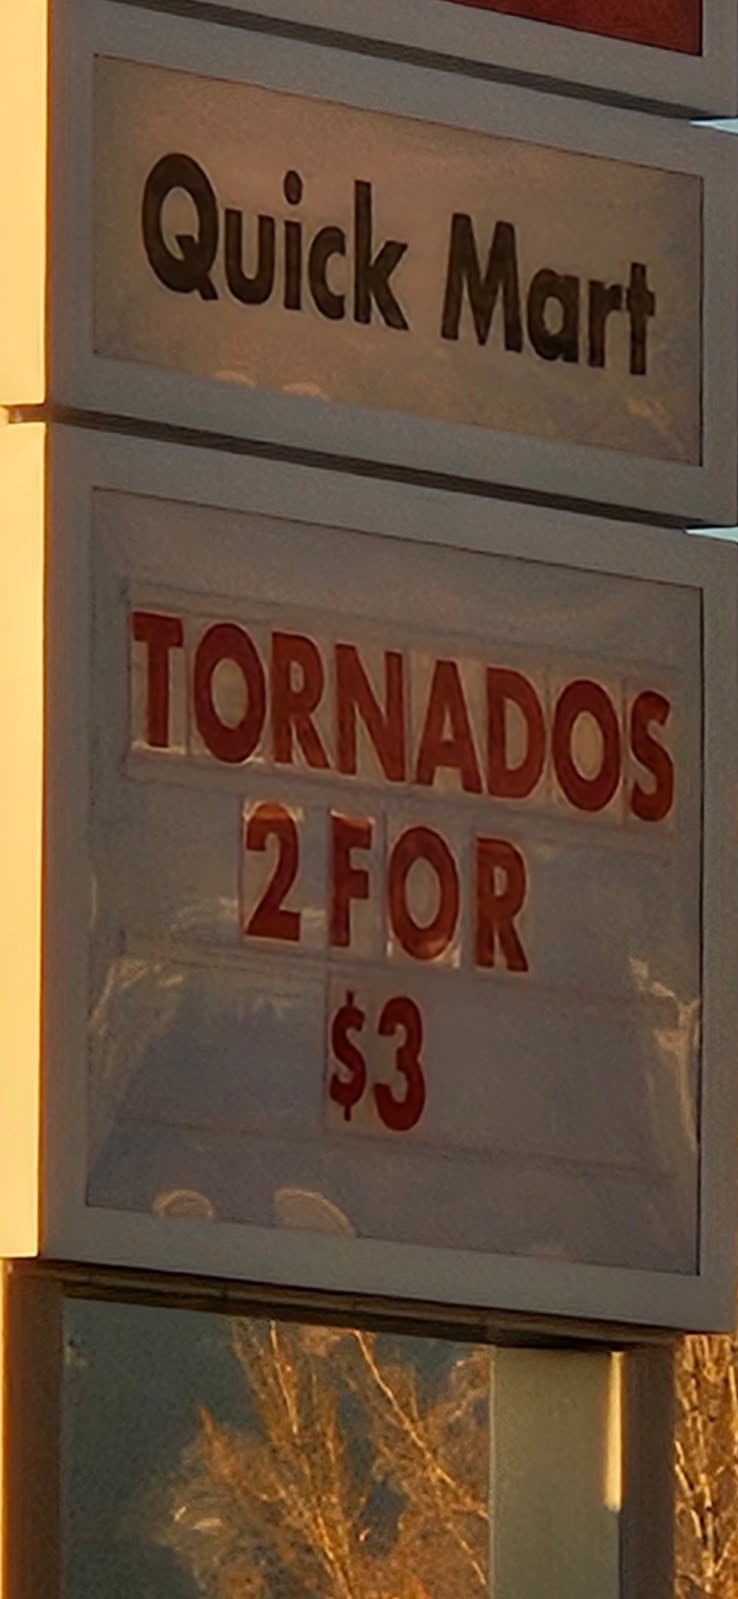 Quick Mart
TORNADOS
2 FOR
$3